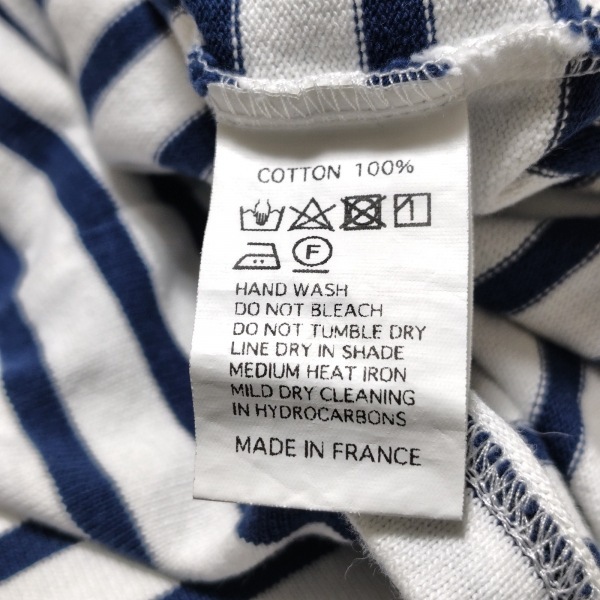 COTTON 100%
F
HAND WASH
DO NOT BLEACH
DO NOT TUMBLE DRY
LINE DRY IN SHADE
MEDIUM HEAT IRON
MILD DRY CLEANING
IN HYDROCARBONS
MADE IN FRANCE